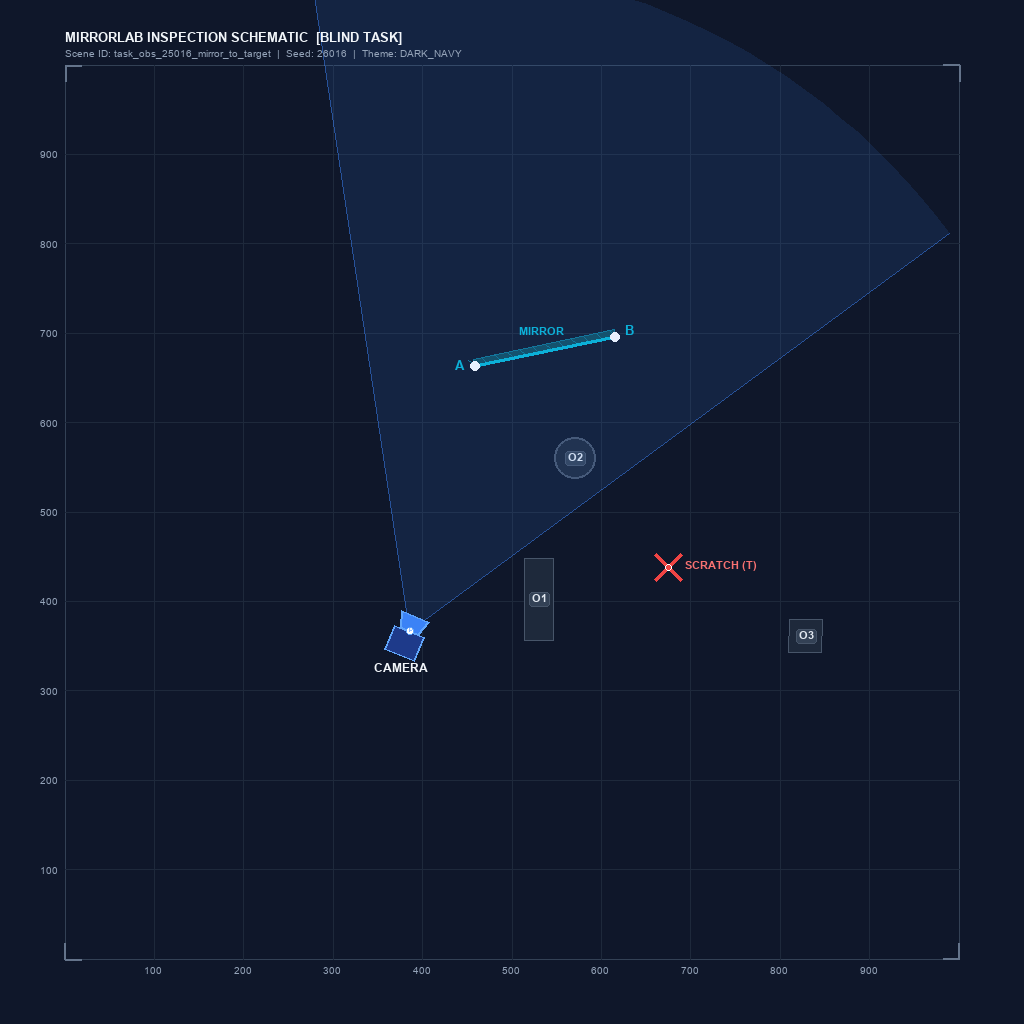 MIRRORLAB INSPECTION SCHEMATIC [BLIND TASK]
Scene ID: task_obs_25016_mirror_to_target | Seed: 26016 | Theme: DARK_NAVY
900
800
MIRROR
B
700
A
600
O2
500
SCRATCH (T)
400
O1
O3
CAMERA
300
200
100
100 200 300 400 500 600 700 800 900